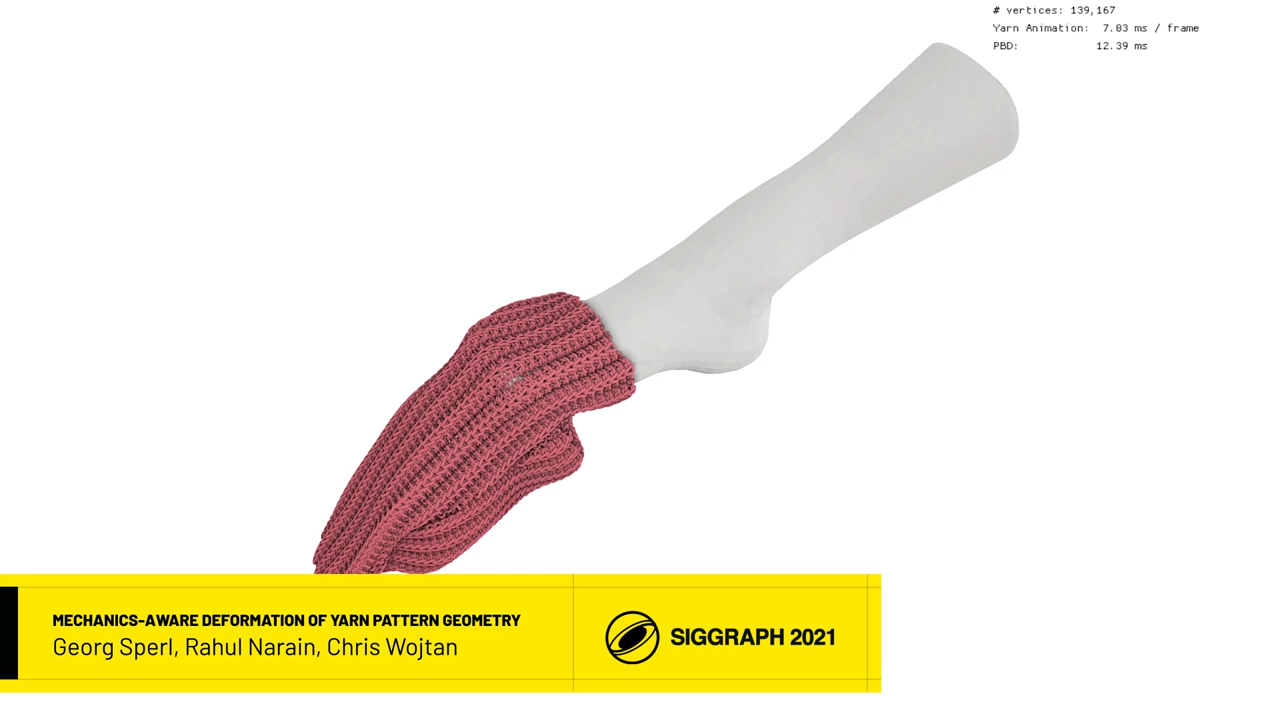 # vertices: 139,167
Yarn Animation: 7.03 ms / frame
PBD: 12.39 ms
MECHANICS-AWARE DEFORMATION OF YARN PATTERN GEOMETRY
Georg Sperl, Rahul Narain, Chris Wojtan
SIGGRAPH 2021